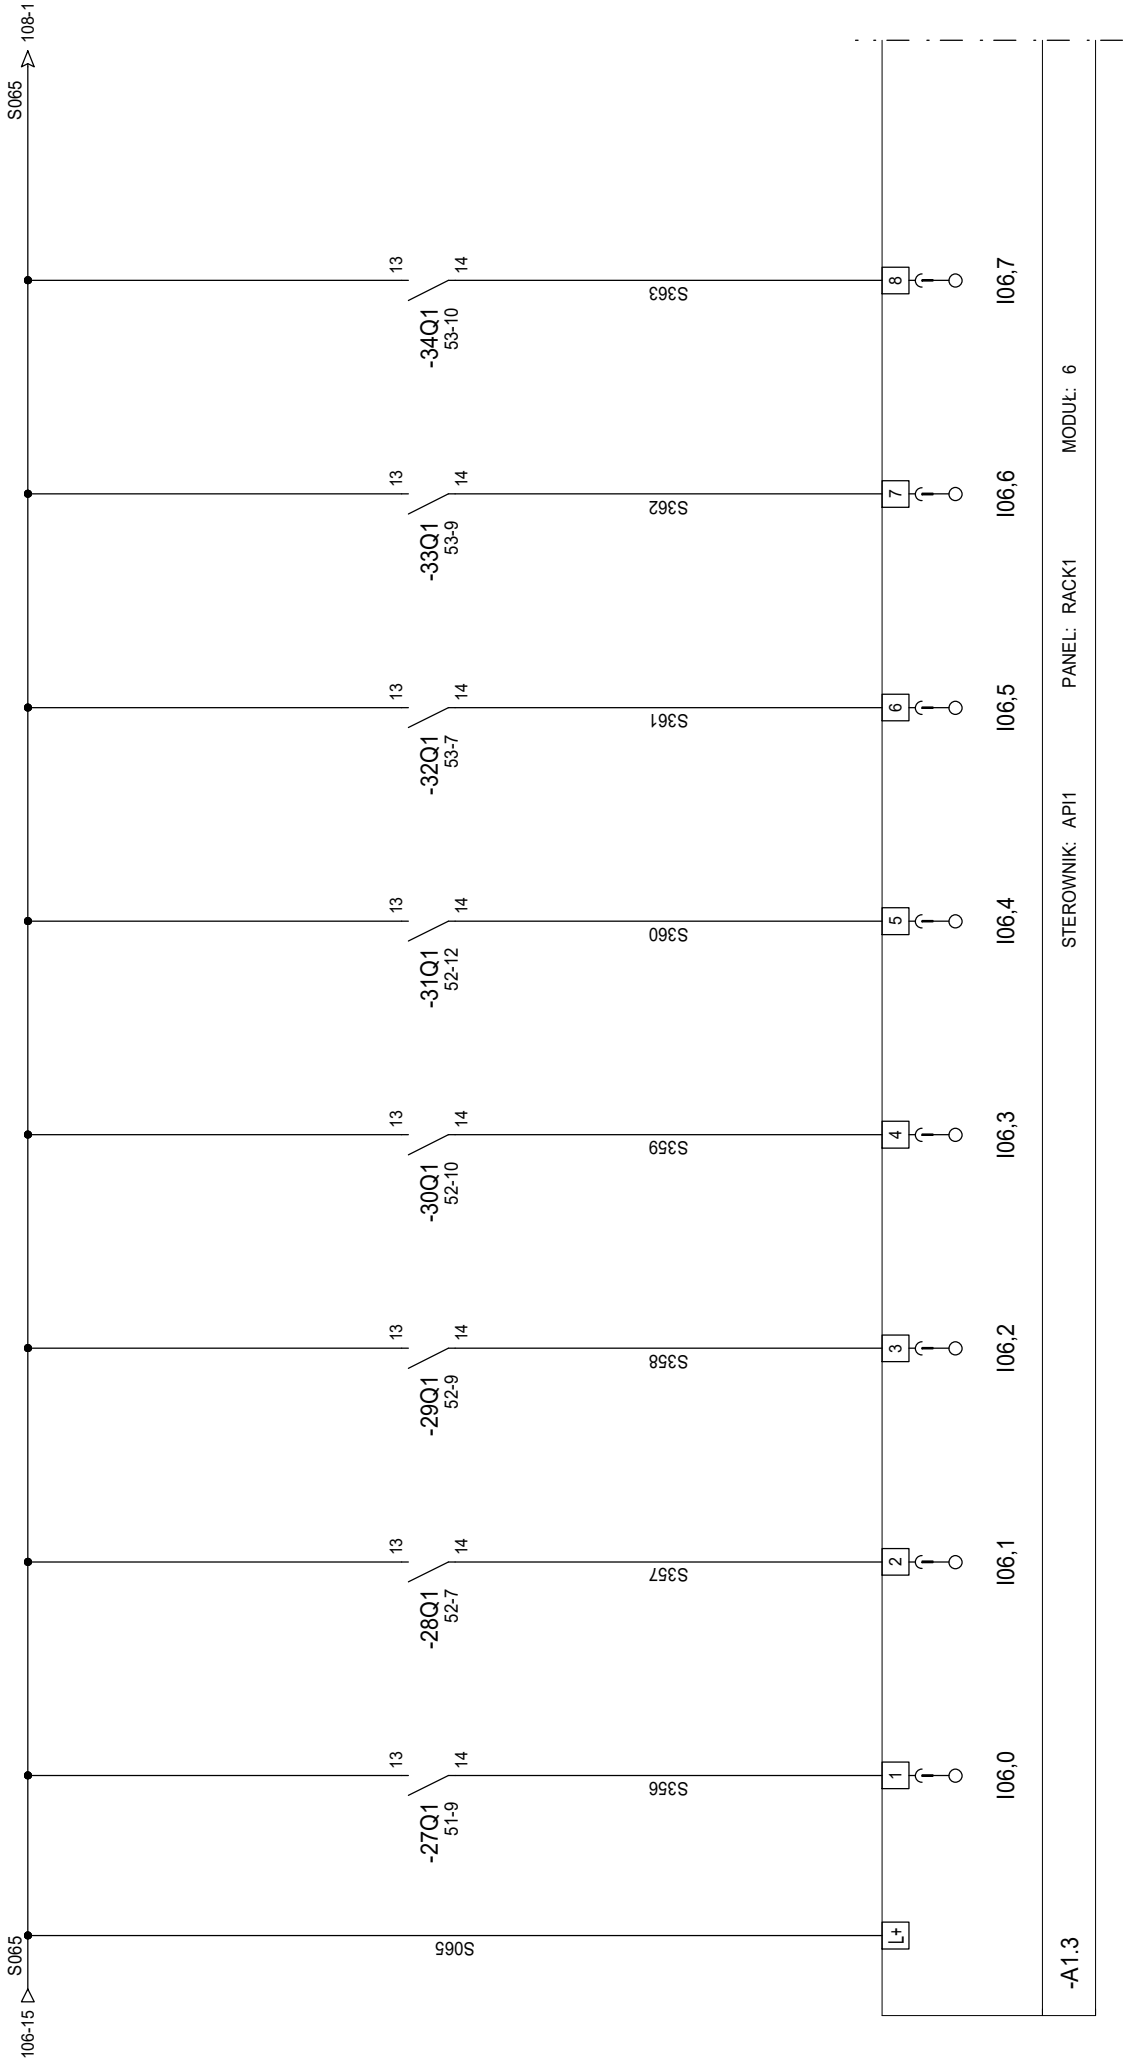 106-15
S065
S065
108-1
S065
L+
13
14
-27Q1
51-9
S356
1
I06,0
13
14
-28Q1
52-7
S357
2
I06,1
13
14
-29Q1
52-9
S358
3
I06,2
13
14
-30Q1
52-10
S359
4
I06,3
13
14
-31Q1
52-12
S360
5
I06,4
13
14
-32Q1
53-7
S361
6
I06,5
13
14
-33Q1
53-9
S362
7
I06,6
13
14
-34Q1
53-10
S363
8
I06,7
-A1.3
STEROWNIK: API1 PANEL: RACK1 MODUŁ: 6